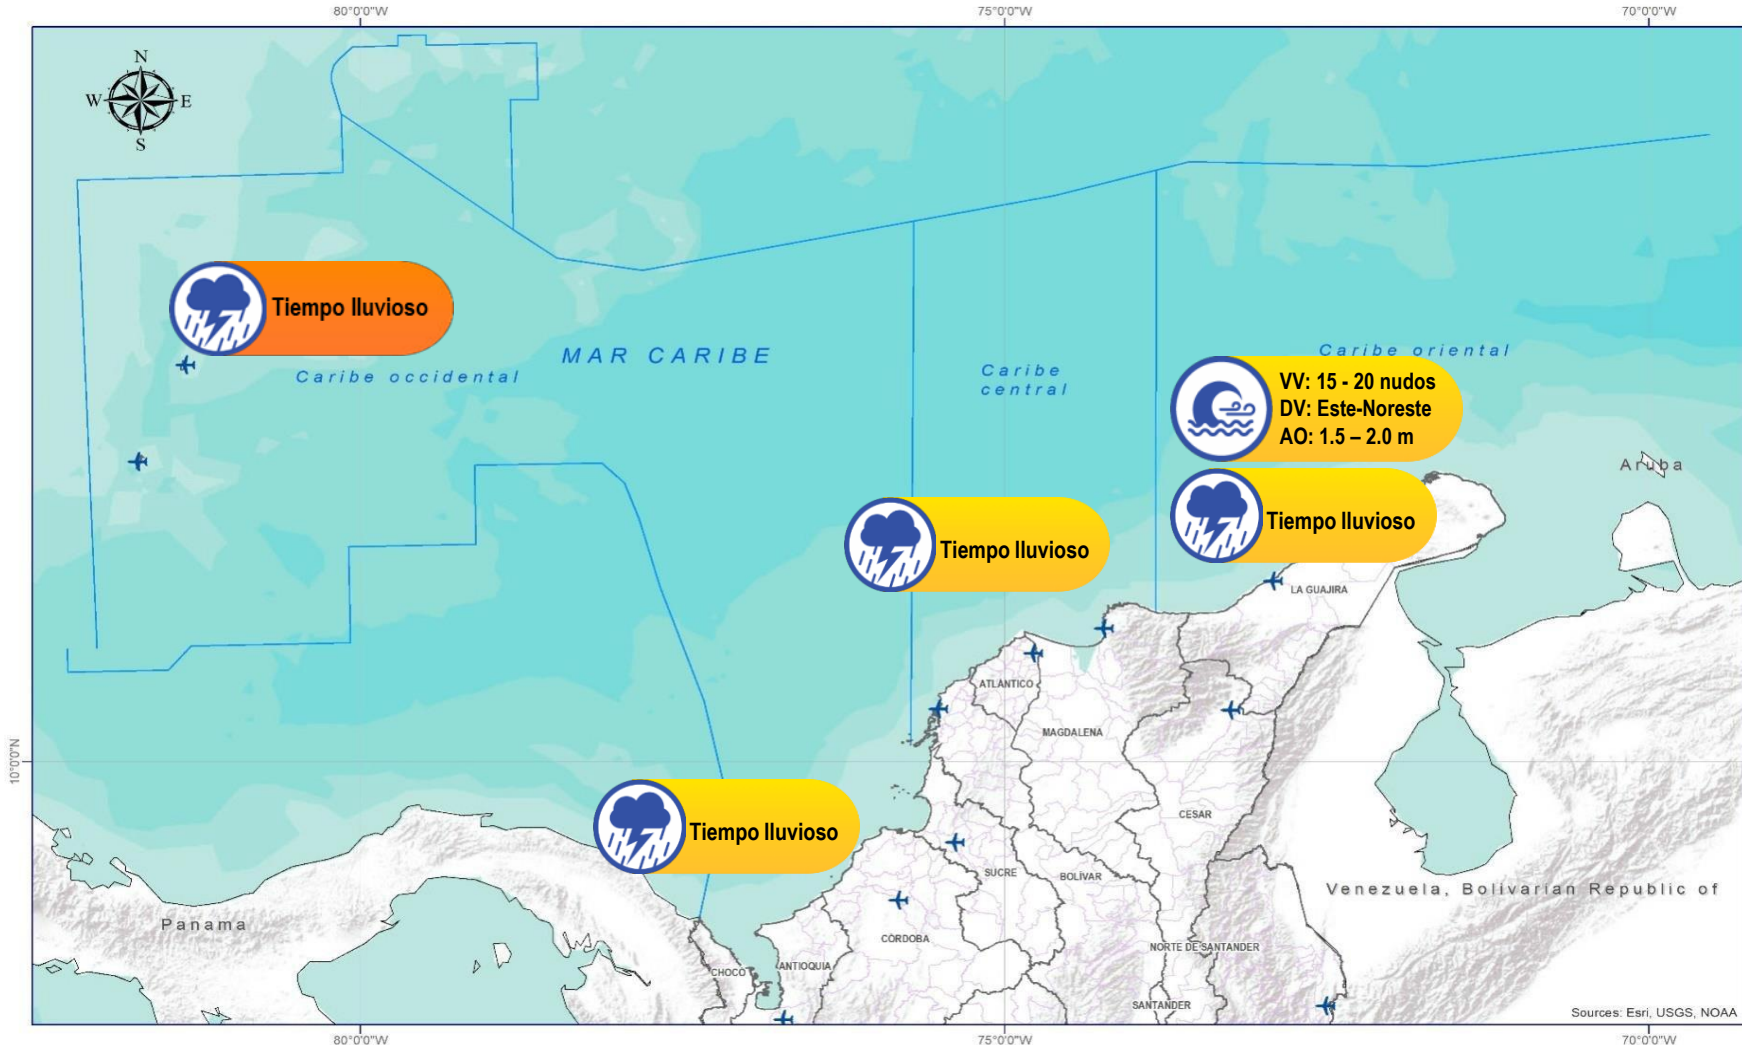 80°0'0"W
75°0'0"W
70°0'0"W
N
W
E
S
Tiempo lluvioso
MAR CARIBE
Caribe occidental
Caribe
central
Caribe oriental
VV: 15 - 20 nudos
DV: Este-Noreste
AO: 1.5 – 2.0 m
Aruba
Tiempo lluvioso
Tiempo lluvioso
LA GUAJIRA
ATLÁNTICO
MAGDALENA
10°0'0"N
Tiempo lluvioso
CESAR
SUCRE
BOLÍVAR
Venezuela, Bolivarian Republic of
Panama
CÓRDOBA
NORTE DE SANTANDER
CHOCÓ
ANTIOQUIA
SANTANDER
Sources: Esri, USGS, NOAA
80°0'0"W
75°0'0"W
70°0'0"W